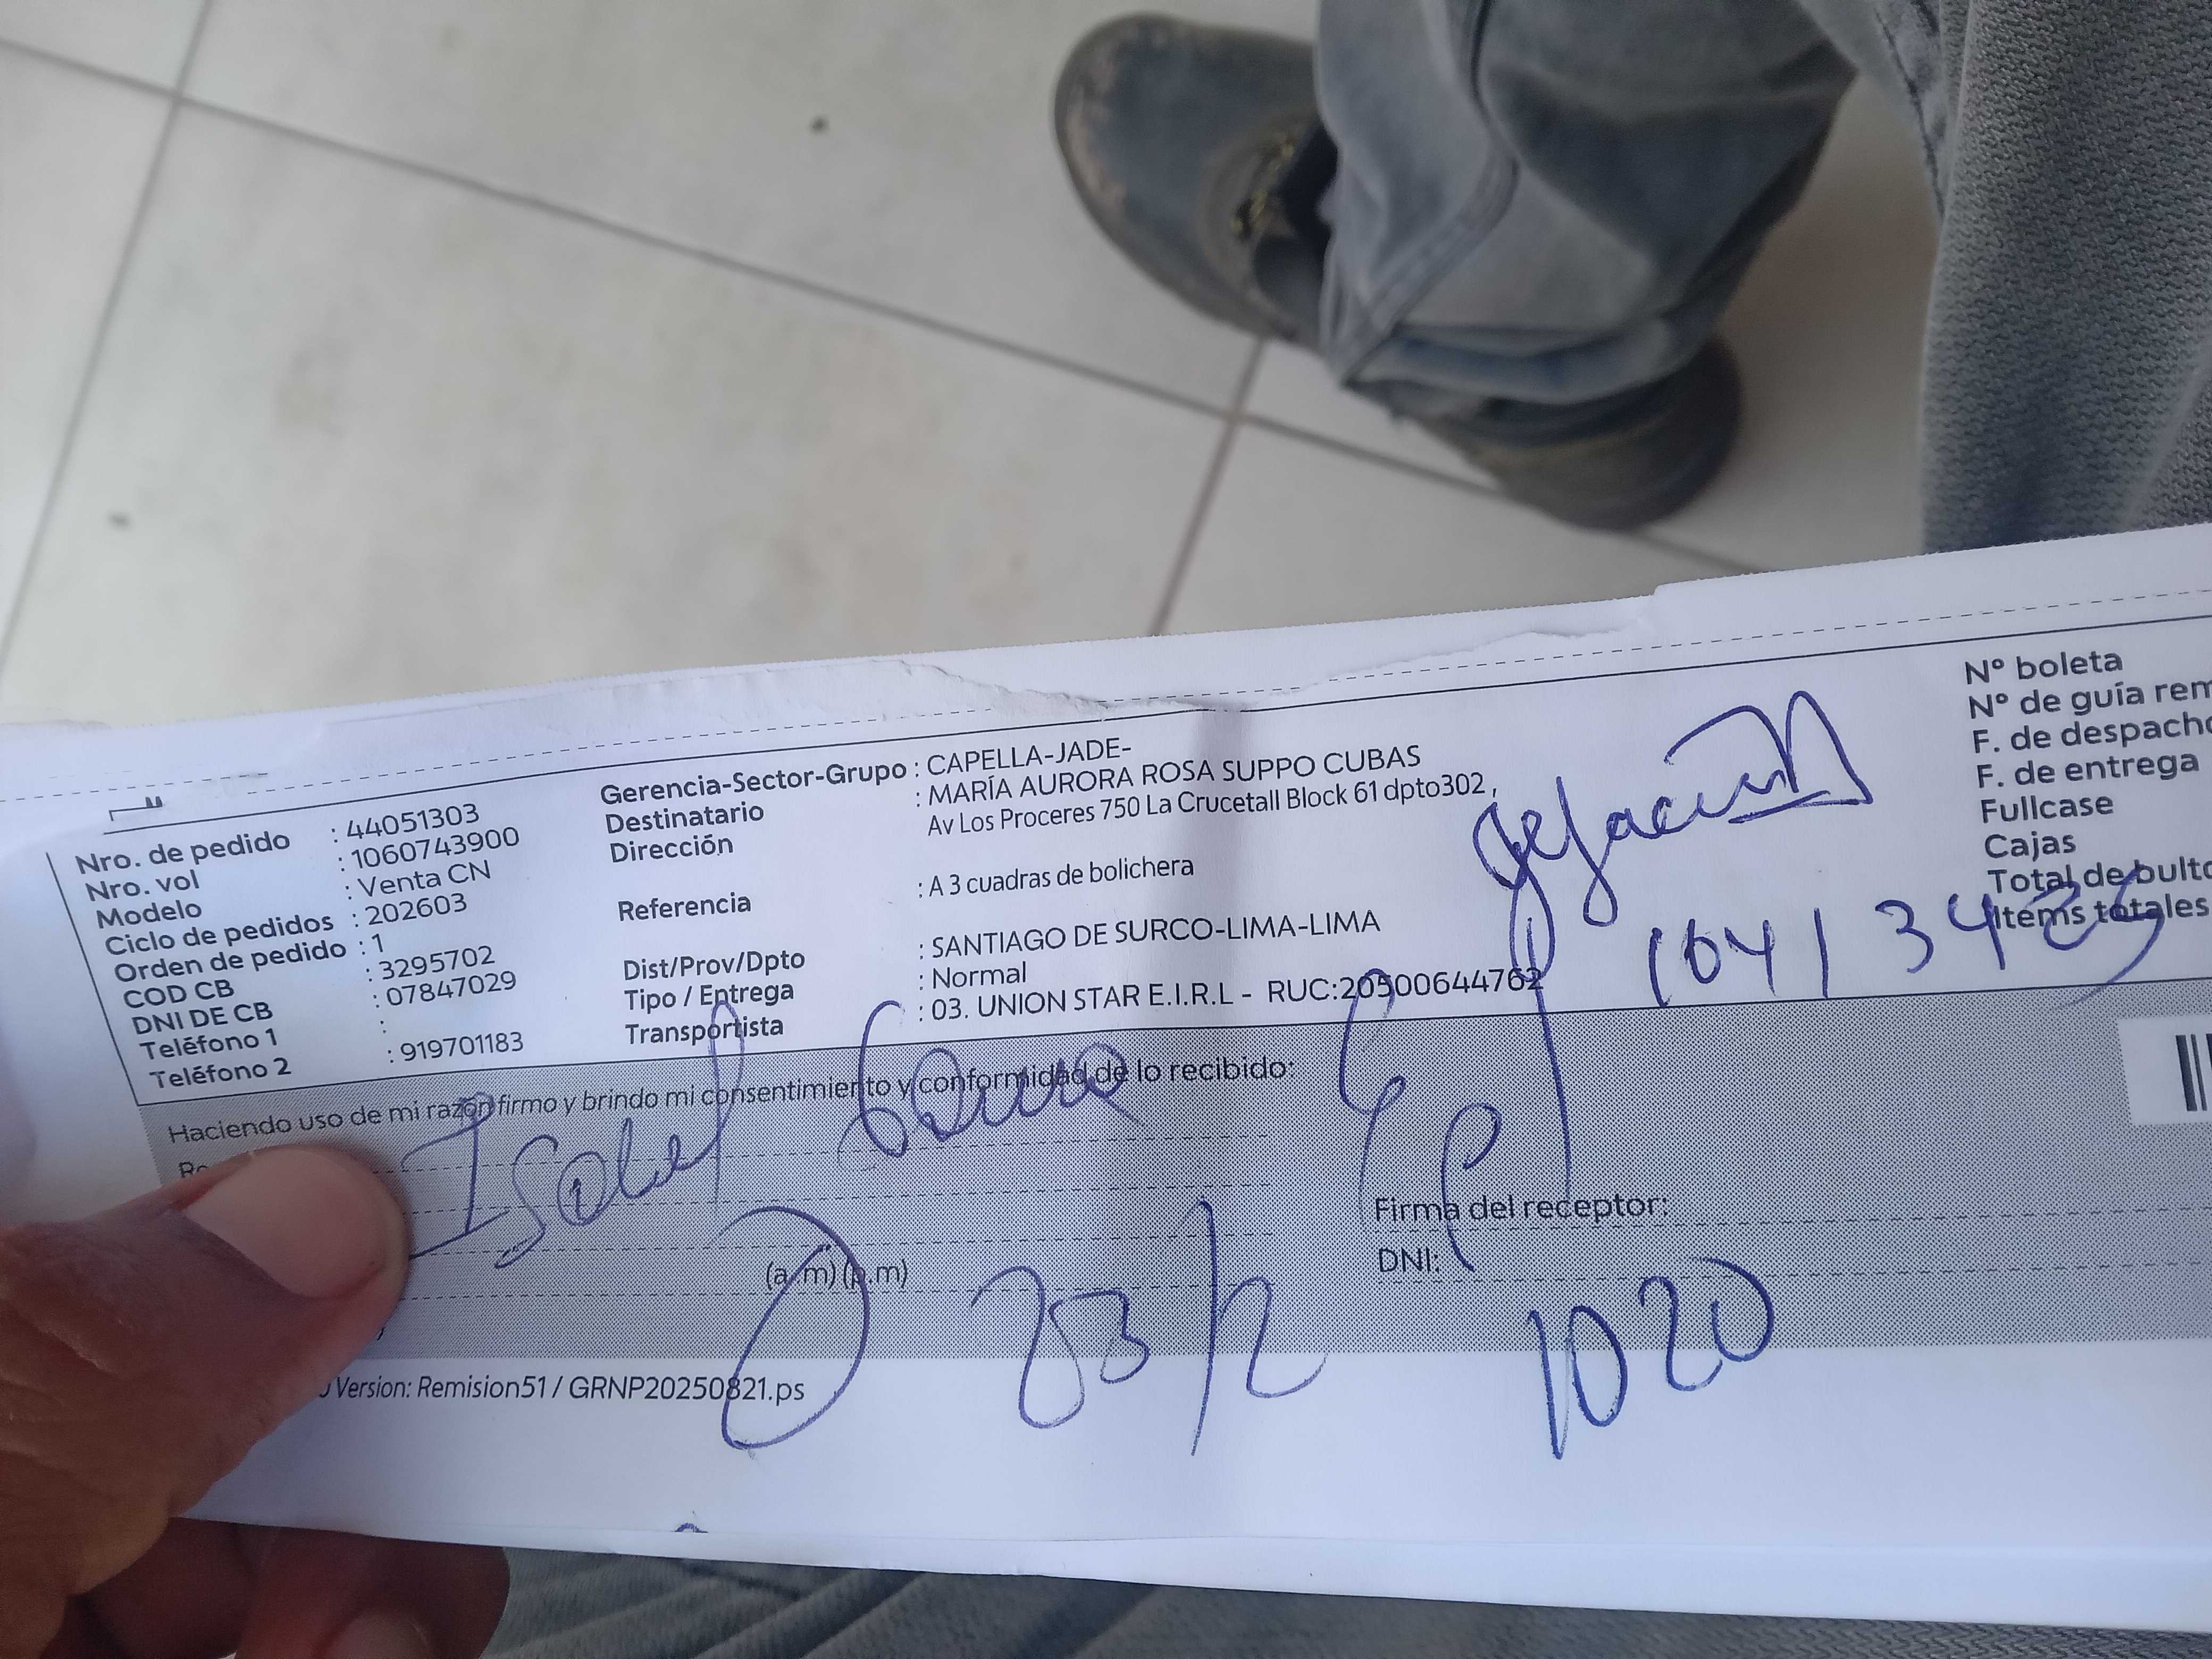 Nro. de pedido : 44051303
Nro. vol : 1060743900
Modelo : Venta CN
Ciclo de pedidos : 202603
Orden de pedido : 1
COD CB : 3295702
DNI DE CB : 07847029
Teléfono 1 :
Teléfono 2 : 919701183
Gerencia-Sector-Grupo : CAPELLA-JADE-
Destinatario : MARÍA AURORA ROSA SUPPO CUBAS
Dirección Av Los Proceres 750 La Crucetall Block 61 dpto302 ,
Referencia : A 3 cuadras de bolichera
Dist/Prov/Dpto : SANTIAGO DE SURCO-LIMA-LIMA
Tipo / Entrega : Normal
Transportista : 03. UNION STAR E.I.R.L - RUC:20500644762
Nº boleta
Nº de guía rem
F. de despacho
F. de entrega
Fullcase
Cajas
Total de bulto
Items totales
Haciendo uso de mi razón firmo y brindo mi consentimiento y conformidad de lo recibido:
Isabel
Firma del receptor:
(a.m) (p.m)
DNI:
23/2
1020
Version: Remision51 / GRNP20250821.ps